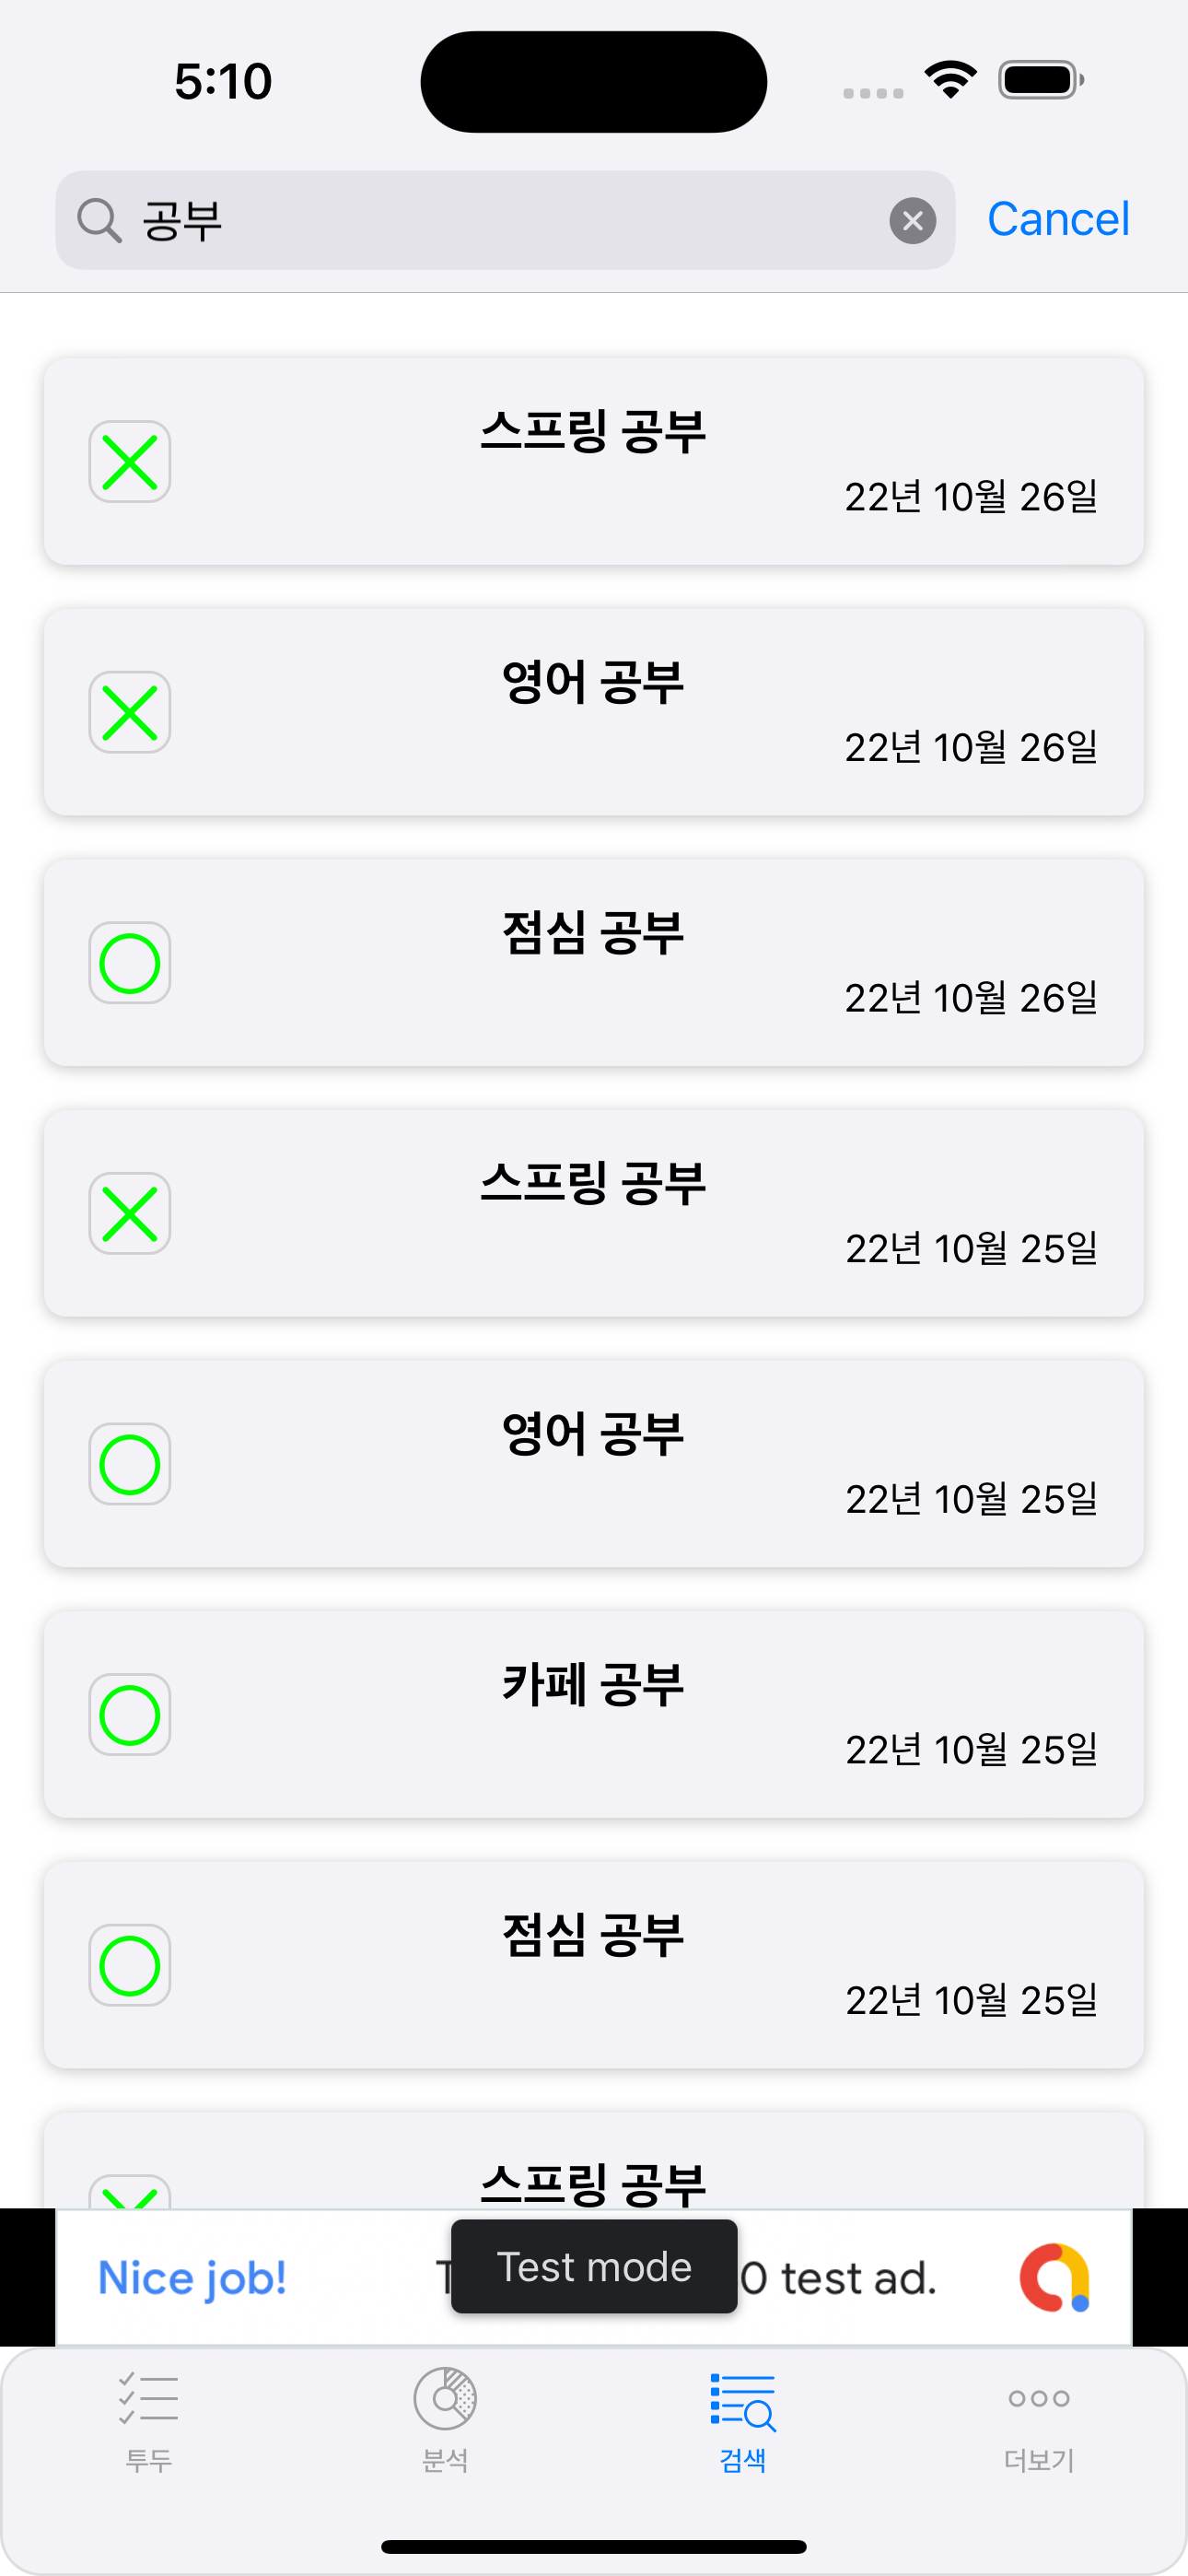 5:10
공부
Cancel
스프링 공부
22년 10월 26일
영어 공부
22년 10월 26일
점심 공부
22년 10월 26일
스프링 공부
22년 10월 25일
영어 공부
22년 10월 25일
카페 공부
22년 10월 25일
점심 공부
22년 10월 25일
스프링 공부
Nice job!
Test mode
test ad.
투두
분석
검색
더보기